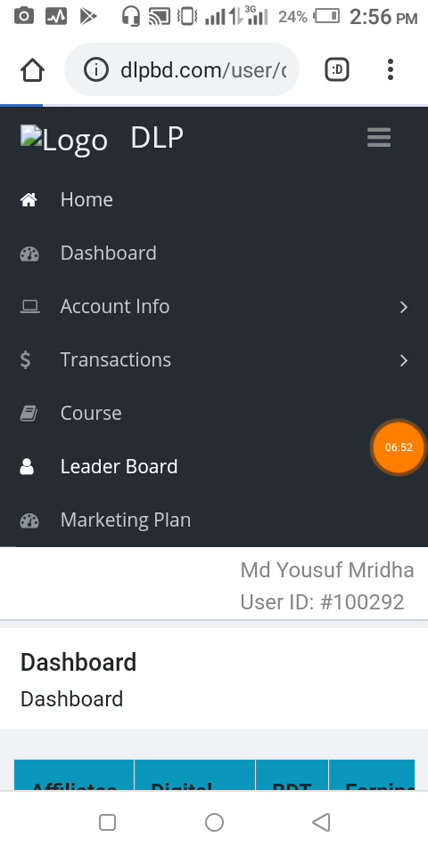 3G 24% 2:56 PM
dlpbd.com/user/ :D
Logo DLP
Home
Dashboard
Account Info
$ Transactions
Course
06:52
Leader Board
Marketing Plan
Md Yousuf Mridha
User ID: #100292
Dashboard
Dashboard
Affiliates Digital BDT